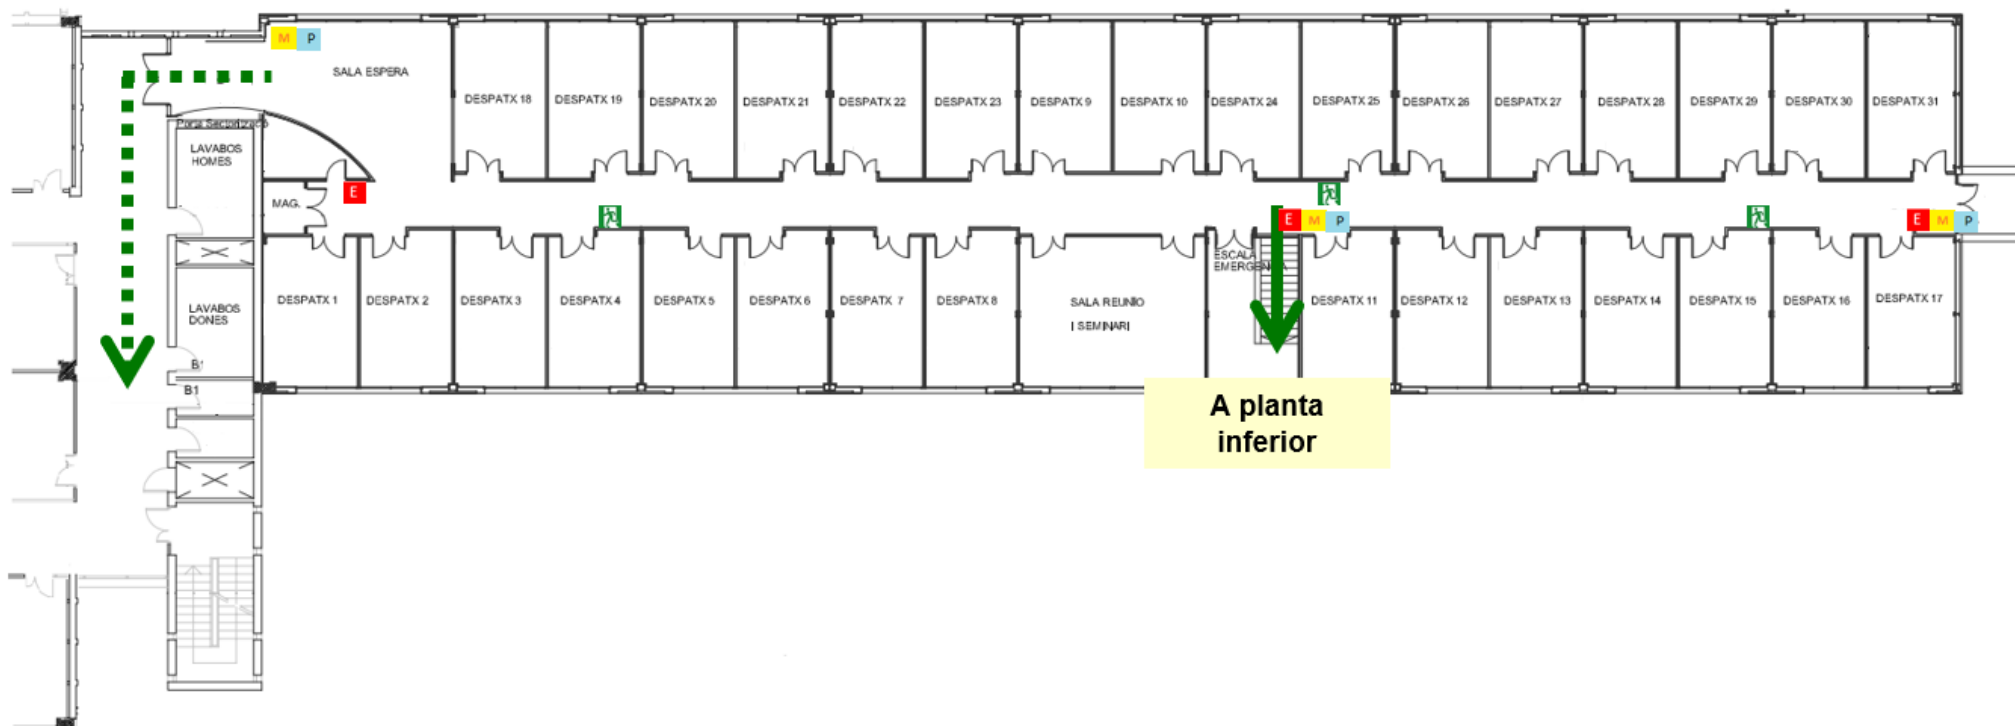 M P
SALA ESPERA
DESPATX 18
DESPATX 19
DESPATX 20
DESPATX 21
DESPATX 22
DESPATX 23
DESPATX 9
DESPATX 10
DESPATX 24
DESPATX 25
DESPATX 26
DESPATX 27
DESPATX 28
DESPATX 29
DESPATX 30
DESPATX 31
LAVABOS
HOMES
E
MAG.
E M P
E M P
ESCALA
EMERGENCIA
DESPATX 1
DESPATX 2
DESPATX 3
DESPATX 4
DESPATX 5
DESPATX 6
DESPATX 7
DESPATX 8
SALA REUNIO
I SEMINARI
DESPATX 11
DESPATX 12
DESPATX 13
DESPATX 14
DESPATX 15
DESPATX 16
DESPATX 17
LAVABOS
DONES
B1
B1
A planta
inferior